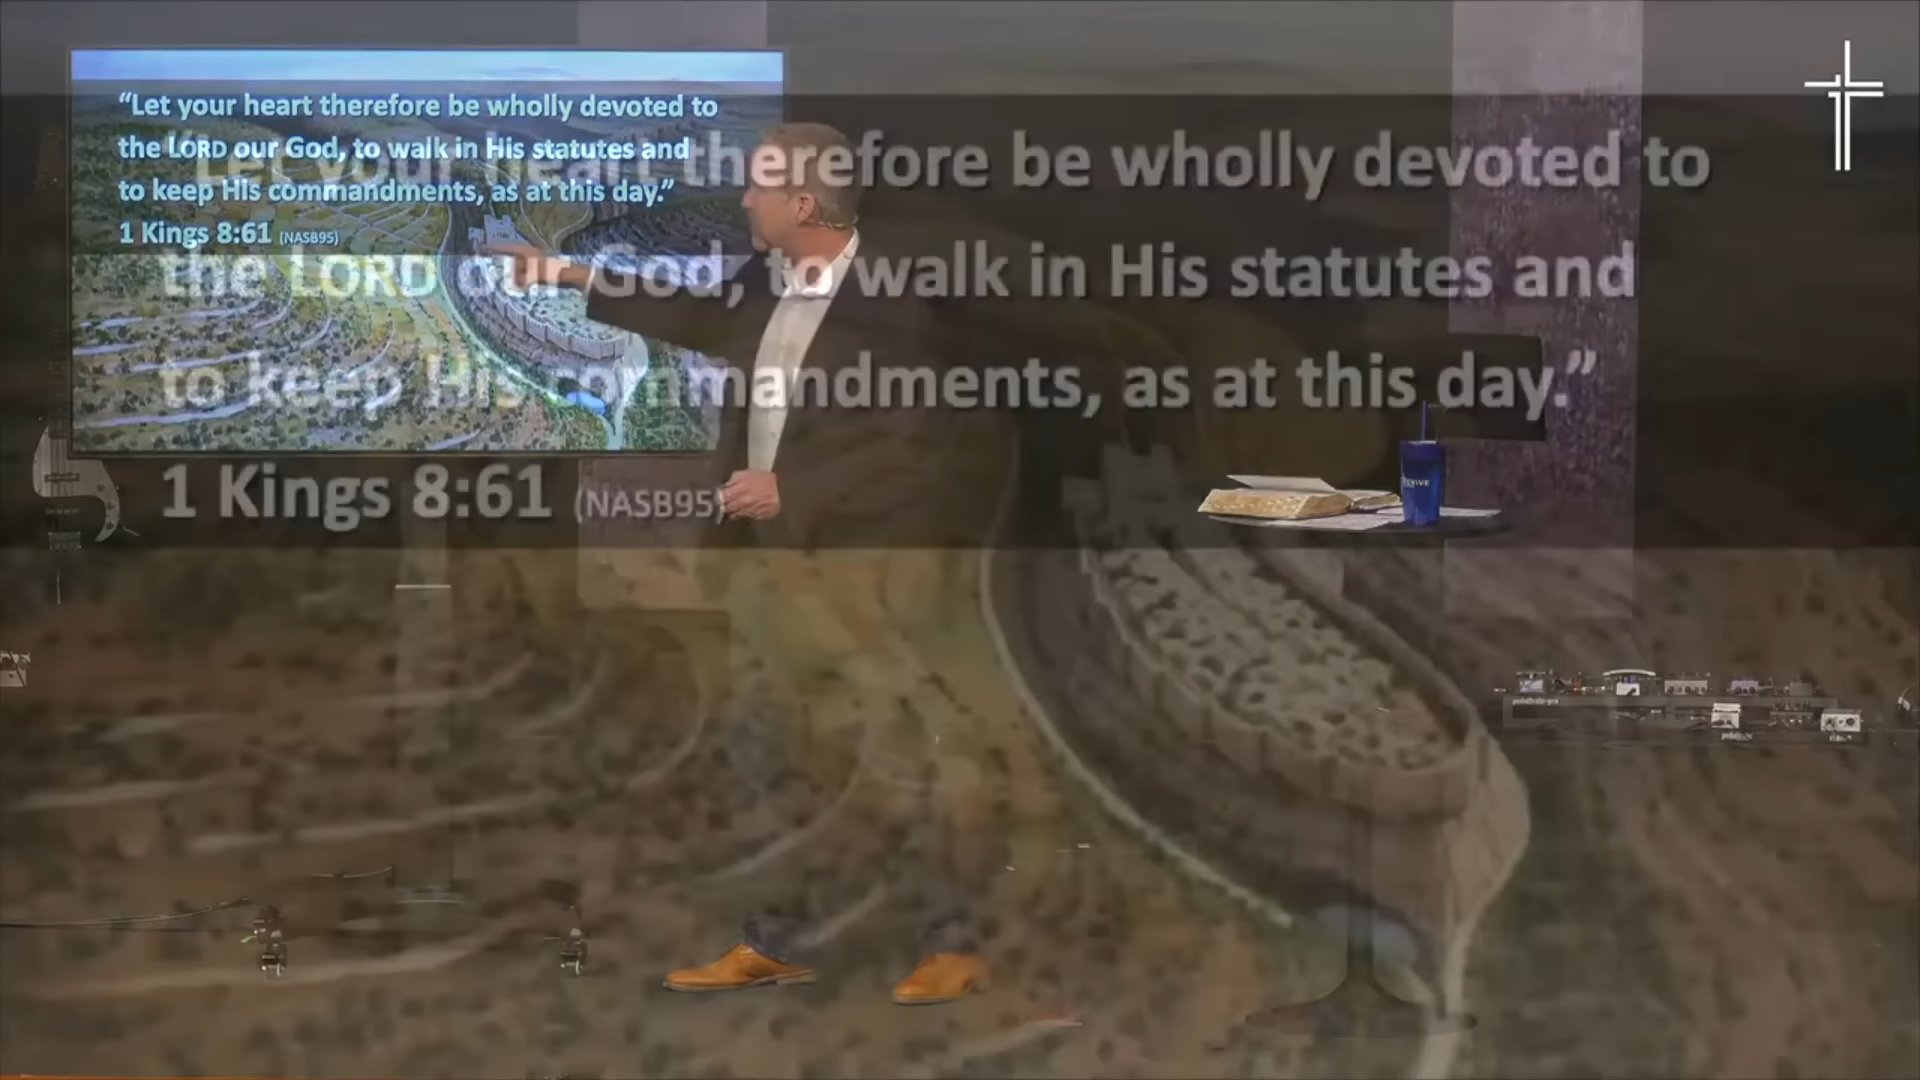 “Let your heart therefore be wholly devoted to
the LORD our God, to walk in His statutes and
to keep His commandments, as at this day.”
1 Kings 8:61 (NASB95)
“Let your heart therefore be wholly devoted to
the LORD our God, to walk in His statutes and
to keep His commandments, as at this day.”
1 Kings 8:61 (NASB95)
REVIVE